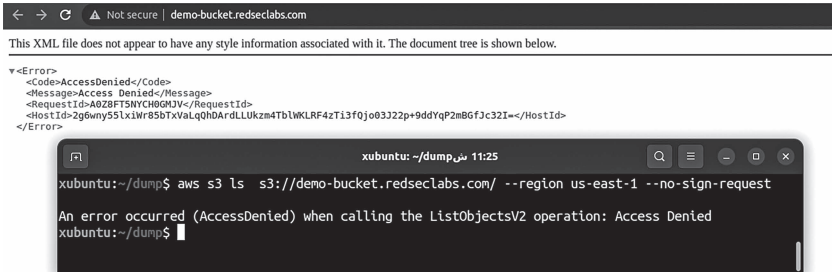 Not secure | demo-bucket.redseclabs.com
This XML file does not appear to have any style information associated with it. The document tree is shown below.
▼<Error>
<Code>AccessDenied</Code>
<Message>Access Denied</Message>
<RequestId>A0Z8FT5NYCH0GMJV</RequestId>
<HostId>2g6wny55lxiWr85bTxVaLqQhDArdLLUkzm4TblWKLRF4zTi3fQjo03J22p+9ddYqP2mBGfJc32I=</HostId>
</Error>
xubuntu: ~/dump ش 11:25
xubuntu:~/dump$ aws s3 ls  s3://demo-bucket.redseclabs.com/ --region us-east-1 --no-sign-request
An error occurred (AccessDenied) when calling the ListObjectsV2 operation: Access Denied
xubuntu:~/dump$